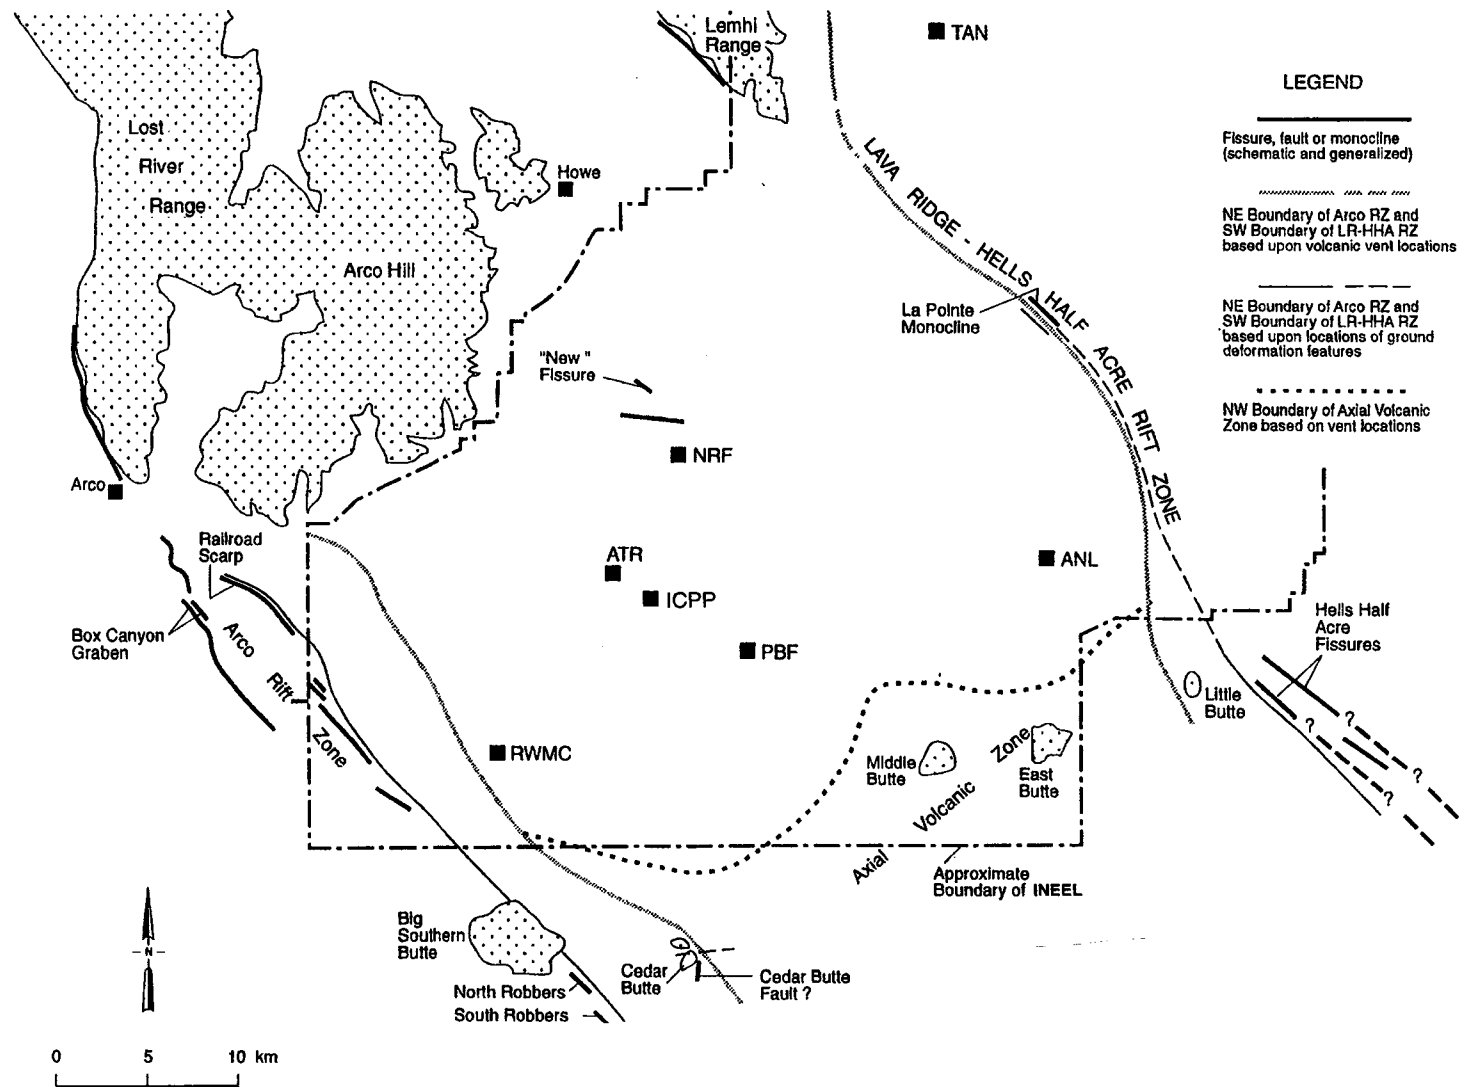 Lemhi
Range
TAN
LEGEND
Fissure, fault or monocline
(schematic and generalized)
NE Boundary of Arco RZ and
SW Boundary of LR-HHA RZ
based upon volcanic vent locations
NE Boundary of Arco RZ and
SW Boundary of LR-HHA RZ
based upon locations of ground
deformation features
NW Boundary of Axial Volcanic
Zone based on vent locations
Lost
River
Range
Howe
Arco Hill
LAVA RIDGE - HELLS HALF ACRE RIFT ZONE
La Pointe
Monocline
"New"
Fissure
NRF
Arco
Railroad
Scarp
ATR
ICPP
ANL
PBF
Box Canyon
Graben
Arco
Rift
Zone
Hells Half
Acre
Fissures
Little
Butte
?
?
?
?
RWMC
Middle
Butte
East
Butte
Axial Volcanic Zone
Approximate
Boundary of INEEL
Big
Southern
Butte
N
Cedar
Butte
Cedar Butte
Fault ?
North Robbers
South Robbers
0 5 10 km